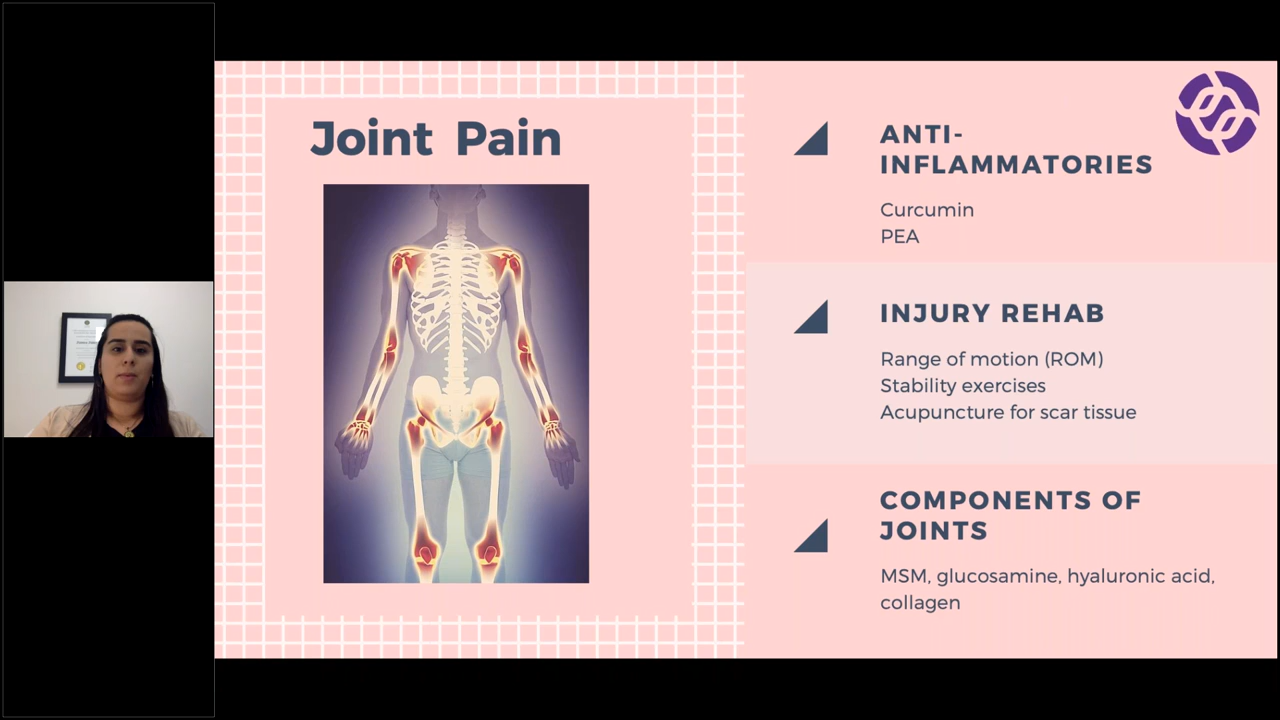 Joint Pain
ANTI-
INFLAMMATORIES
Curcumin
PEA
INJURY REHAB
Range of motion (ROM)
Stability exercises
Acupuncture for scar tissue
COMPONENTS OF
JOINTS
MSM, glucosamine, hyaluronic acid,
collagen